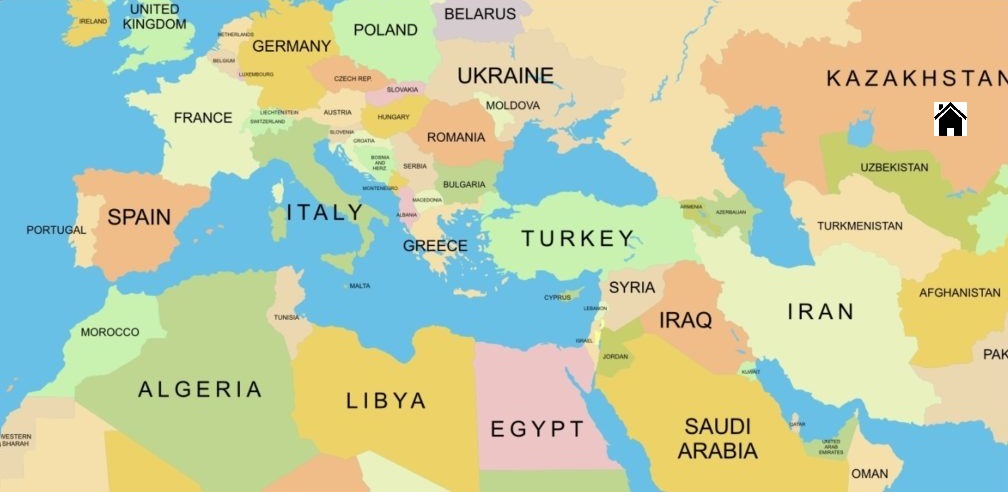 IRELAND
UNITED
KINGDOM
NETHERLANDS
BELGIUM
LUXEMBOURG
GERMANY
POLAND
BELARUS
CZECH REP.
SLOVAKIA
UKRAINE
MOLDOVA
KAZAKHSTAN
FRANCE
LIECHTENSTEIN
SWITZERLAND
AUSTRIA
HUNGARY
SLOVENIA
CROATIA
ROMANIA
BOSNIA
AND
HERZ.
SERBIA
MONTENEGRO
BULGARIA
MACEDONIA
ALBANIA
UZBEKISTAN
PORTUGAL
SPAIN
ITALY
GREECE
TURKEY
ARMENIA
AZERBAIJAN
TURKMENISTAN
MALTA
CYPRUS
SYRIA
LEBANON
ISRAEL
JORDAN
IRAQ
IRAN
AFGHANISTAN
PAK
MOROCCO
TUNISIA
ALGERIA
LIBYA
EGYPT
KUWAIT
SAUDI
ARABIA
QATAR
UNITED
ARAB
EMIRATES
OMAN
WESTERN
SHARAH